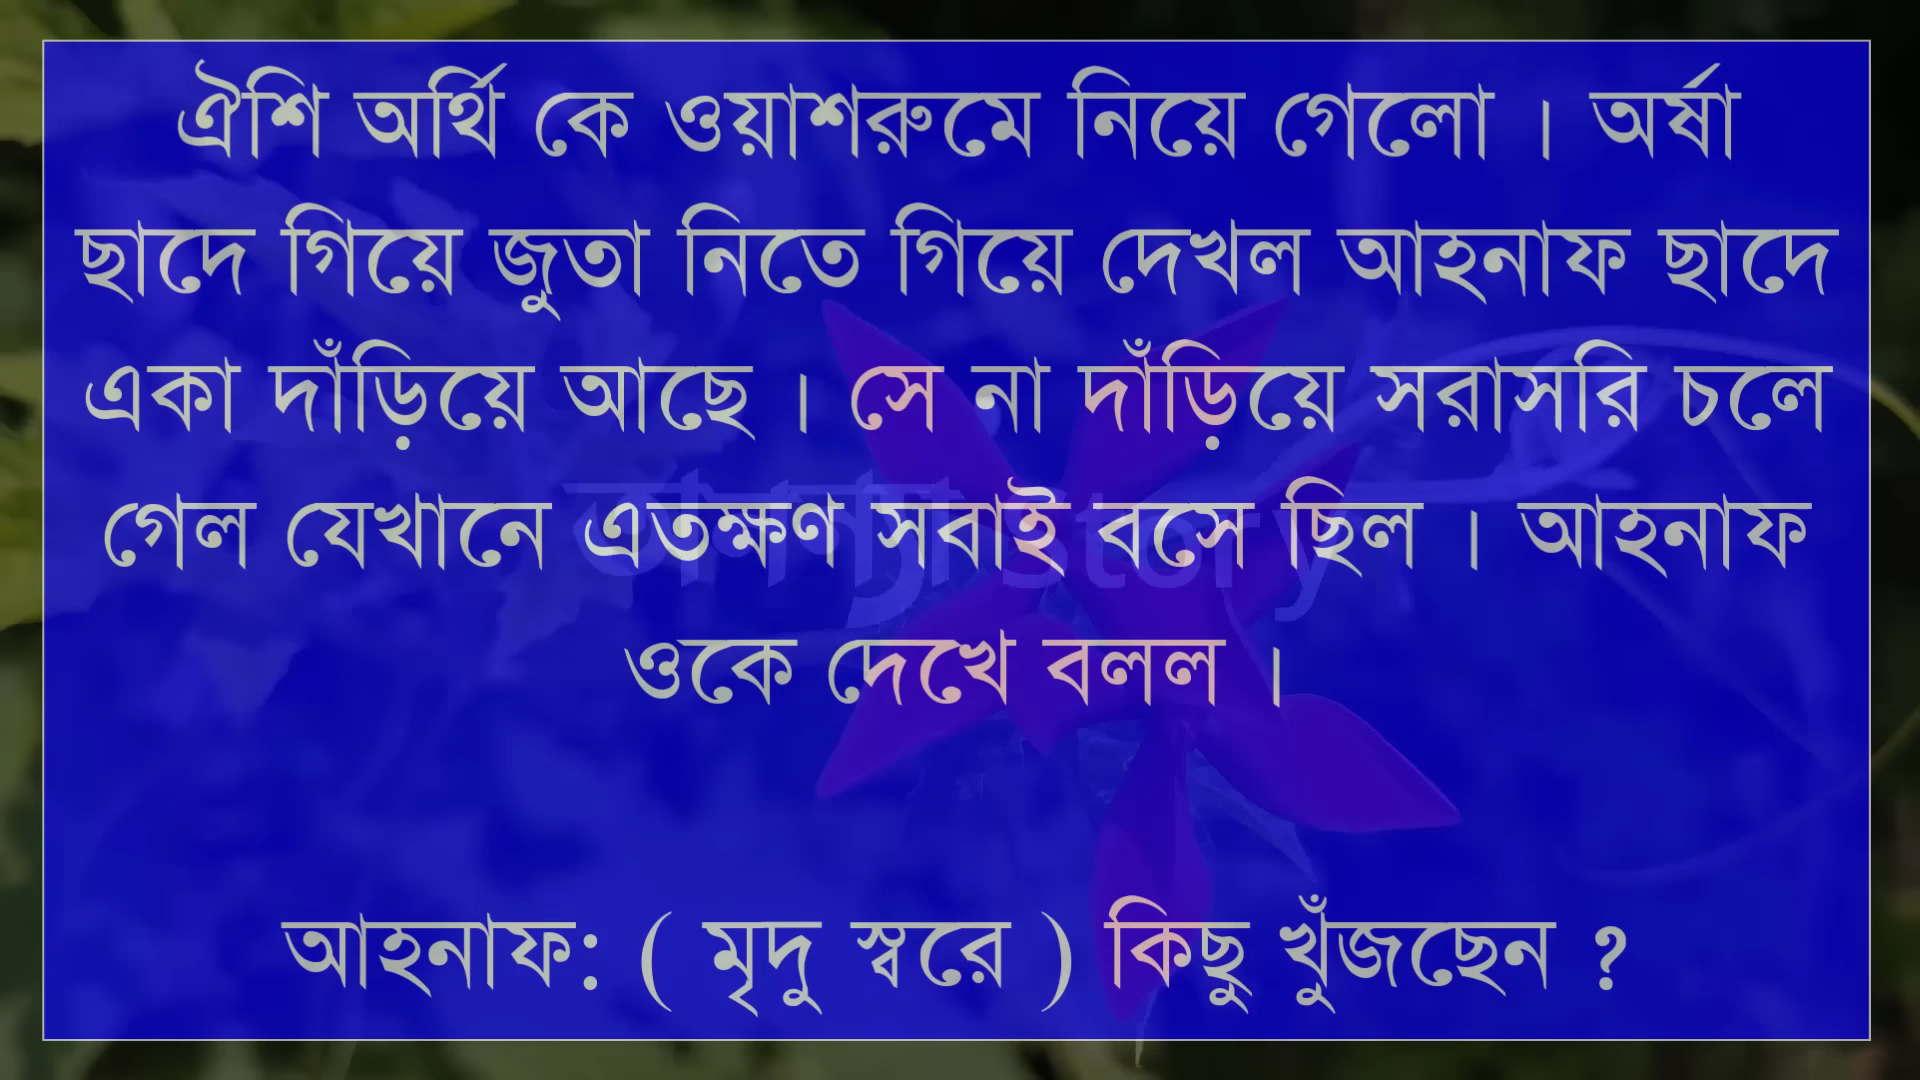 ঐশি অর্থি কে ওয়াশরুমে নিয়ে গেলো । অর্ষা
ছাদে গিয়ে জুতা নিতে গিয়ে দেখল আহনাফ ছাদে
একা দাঁড়িয়ে আছে । সে না দাঁড়িয়ে সরাসরি চলে
গেল যেখানে এতক্ষণ সবাই বসে ছিল । আহনাফ
ওকে দেখে বলল ।
আহনাফ: ( মৃদু স্বরে ) কিছু খুঁজছেন ?